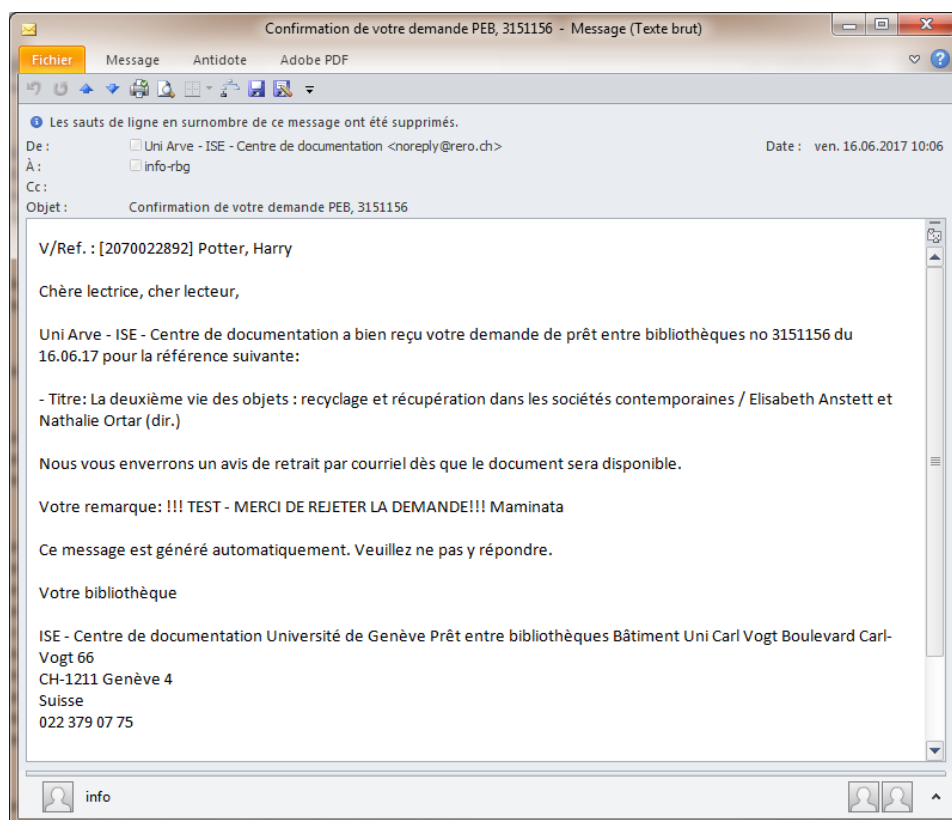 Confirmation de votre demande PEB, 3151156 - Message (Texte brut)
Fichier Message Antidote Adobe PDF
Les sauts de ligne en surnombre de ce message ont été supprimés.
De : Uni Arve - ISE - Centre de documentation <noreply@rero.ch> Date : ven. 16.06.2017 10:06
À : info-rbg
Cc :
Objet : Confirmation de votre demande PEB, 3151156
V/Ref. : [2070022892] Potter, Harry
Chère lectrice, cher lecteur,
Uni Arve - ISE - Centre de documentation a bien reçu votre demande de prêt entre bibliothèques no 3151156 du
16.06.17 pour la référence suivante:
- Titre: La deuxième vie des objets : recyclage et récupération dans les sociétés contemporaines / Elisabeth Anstett et
Nathalie Ortar (dir.)
Nous vous enverrons un avis de retrait par courriel dès que le document sera disponible.
Votre remarque: !!! TEST - MERCI DE REJETER LA DEMANDE!!! Maminata
Ce message est généré automatiquement. Veuillez ne pas y répondre.
Votre bibliothèque
ISE - Centre de documentation Université de Genève Prêt entre bibliothèques Bâtiment Uni Carl Vogt Boulevard Carl-
Vogt 66
CH-1211 Genève 4
Suisse
022 379 07 75
info